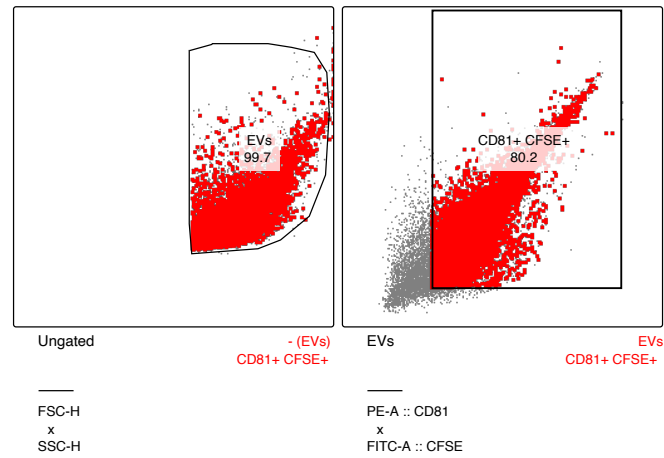 EVs
99.7
CD81+ CFSE+
80.2
Ungated
- (EVs)
CD81+ CFSE+
FSC-H
x
SSC-H
EVs
EVs
CD81+ CFSE+
PE-A :: CD81
x
FITC-A :: CFSE